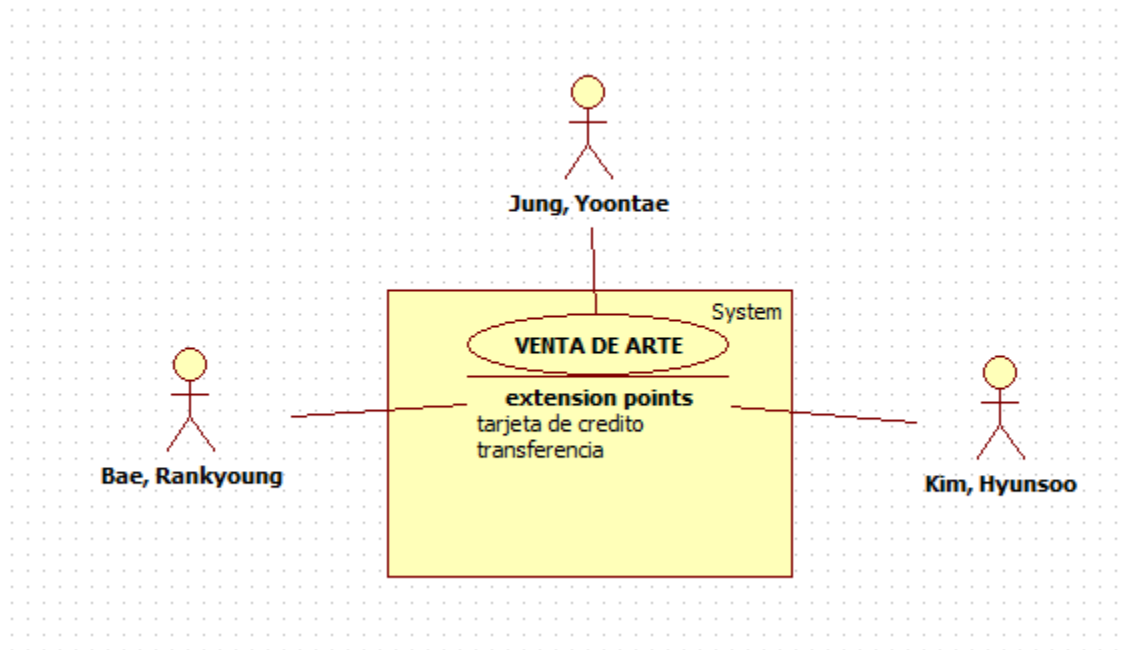 Jung, Yoontae
System
VENTA DE ARTE
extension points
tarjeta de credito
transferencia
Bae, Rankyoung
Kim, Hyunsoo